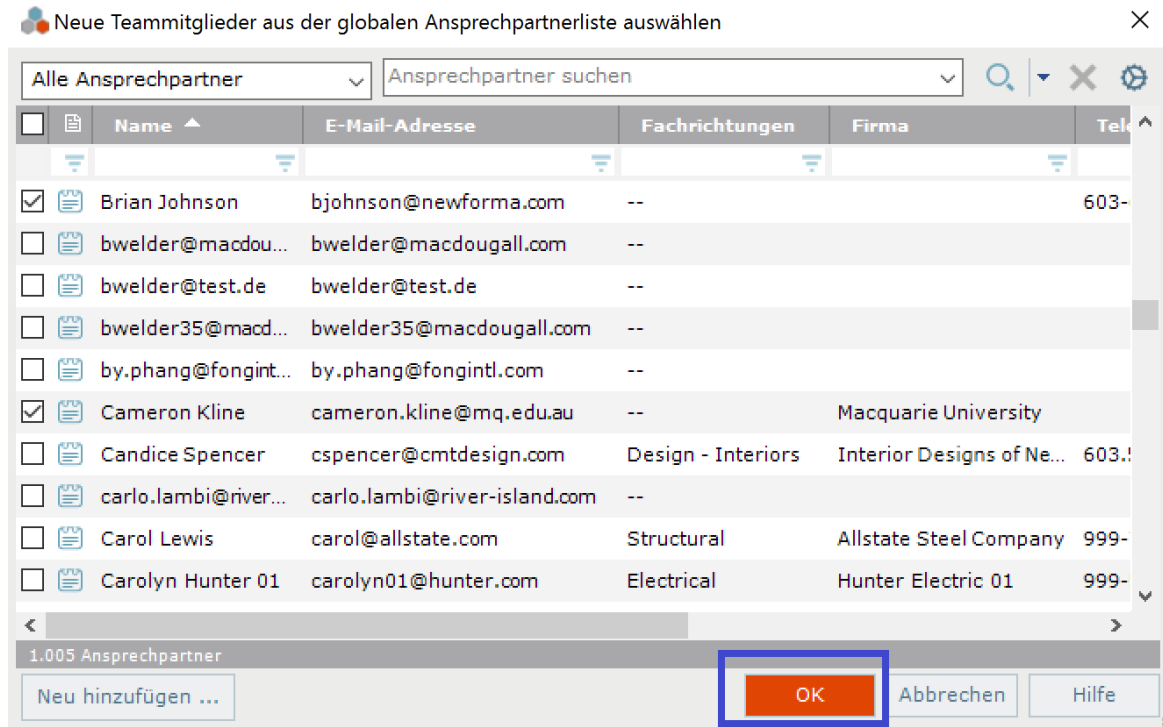 Neue Teammitglieder aus der globalen Ansprechpartnerliste auswählen
Alle Ansprechpartner Ansprechpartner suchen
Name E-Mail-Adresse Fachrichtungen Firma Tele
Brian Johnson bjohnson@newforma.com -- 603-
bwelder@macdou... bwelder@macdougall.com --
bwelder@test.de bwelder@test.de --
bwelder35@macd... bwelder35@macdougall.com --
by.phang@fongint... by.phang@fongintl.com --
Cameron Kline cameron.kline@mq.edu.au -- Macquarie University
Candice Spencer cspencer@cmtdesign.com Design - Interiors Interior Designs of Ne... 603.
carlo.lambi@river... carlo.lambi@river-island.com --
Carol Lewis carol@allstate.com Structural Allstate Steel Company 999-
Carolyn Hunter 01 carolyn01@hunter.com Electrical Hunter Electric 01 999-
1.005 Ansprechpartner
Neu hinzufügen ... OK Abbrechen Hilfe